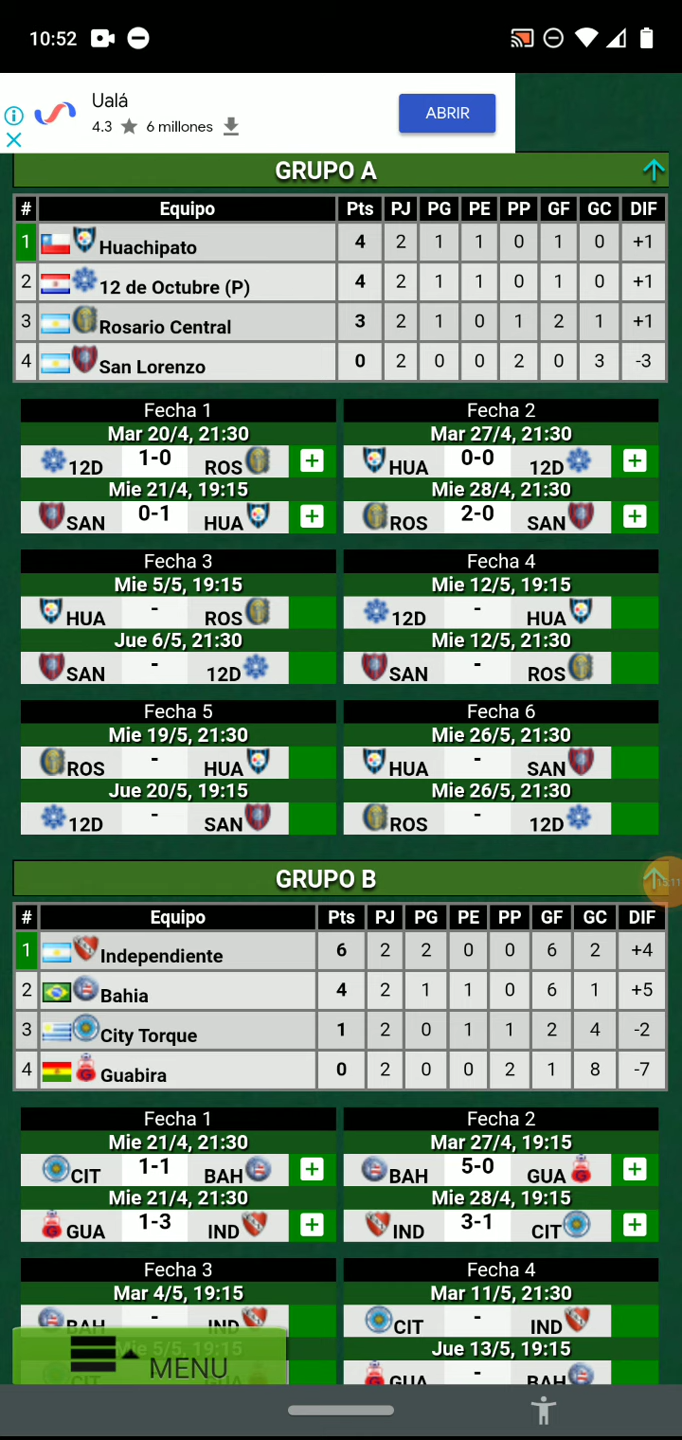 10:52
Ualá
4.3 ★ 6 millones
ABRIR
GRUPO A
# Equipo Pts PJ PG PE PP GF GC DIF
1 Huachipato 4 2 1 1 0 1 0 +1
2 12 de Octubre (P) 4 2 1 1 0 1 0 +1
3 Rosario Central 3 2 1 0 1 2 1 +1
4 San Lorenzo 0 2 0 0 2 0 3 -3
Fecha 1
Mar 20/4, 21:30
12D 1-0 ROS +
Mie 21/4, 19:15
SAN 0-1 HUA +
Fecha 2
Mar 27/4, 21:30
HUA 0-0 12D +
Mie 28/4, 21:30
ROS 2-0 SAN +
Fecha 3
Mie 5/5, 19:15
HUA - ROS
Jue 6/5, 21:30
SAN - 12D
Fecha 4
Mie 12/5, 19:15
12D - HUA
Mie 12/5, 21:30
SAN - ROS
Fecha 5
Mie 19/5, 21:30
ROS - HUA
Jue 20/5, 19:15
12D - SAN
Fecha 6
Mie 26/5, 21:30
HUA - SAN
Mie 26/5, 21:30
ROS - 12D
GRUPO B
# Equipo Pts PJ PG PE PP GF GC DIF
1 Independiente 6 2 2 0 0 6 2 +4
2 Bahia 4 2 1 1 0 6 1 +5
3 City Torque 1 2 0 1 1 2 4 -2
4 Guabira 0 2 0 0 2 1 8 -7
Fecha 1
Mie 21/4, 21:30
CIT 1-1 BAH +
Mie 21/4, 21:30
GUA 1-3 IND +
Fecha 2
Mar 27/4, 19:15
BAH 5-0 GUA +
Mie 28/4, 19:15
IND 3-1 CIT +
Fecha 3
Mar 4/5, 19:15
BAH - IND
Mie 5/5, 19:15
CIT GUA
Fecha 4
Mar 11/5, 21:30
CIT - IND
Jue 13/5, 19:15
GUA - BAH
MENU